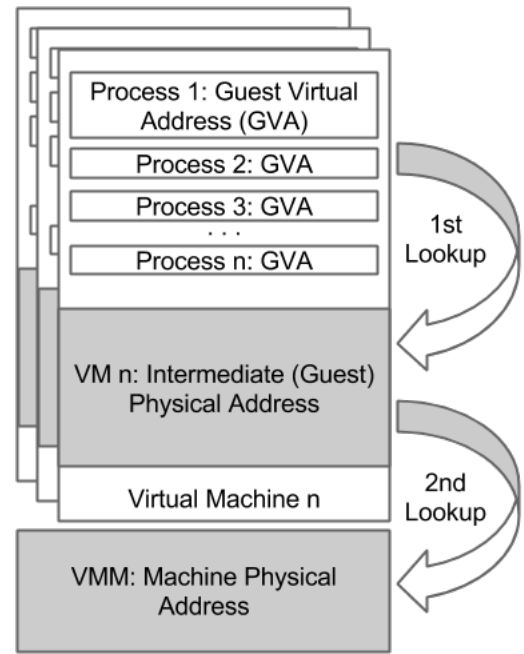 Process 1: Guest Virtual
Address (GVA)
Process 2: GVA
Process 3: GVA
. . .
Process n: GVA
1st
Lookup
VM n: Intermediate (Guest)
Physical Address
Virtual Machine n
2nd
Lookup
VMM: Machine Physical
Address